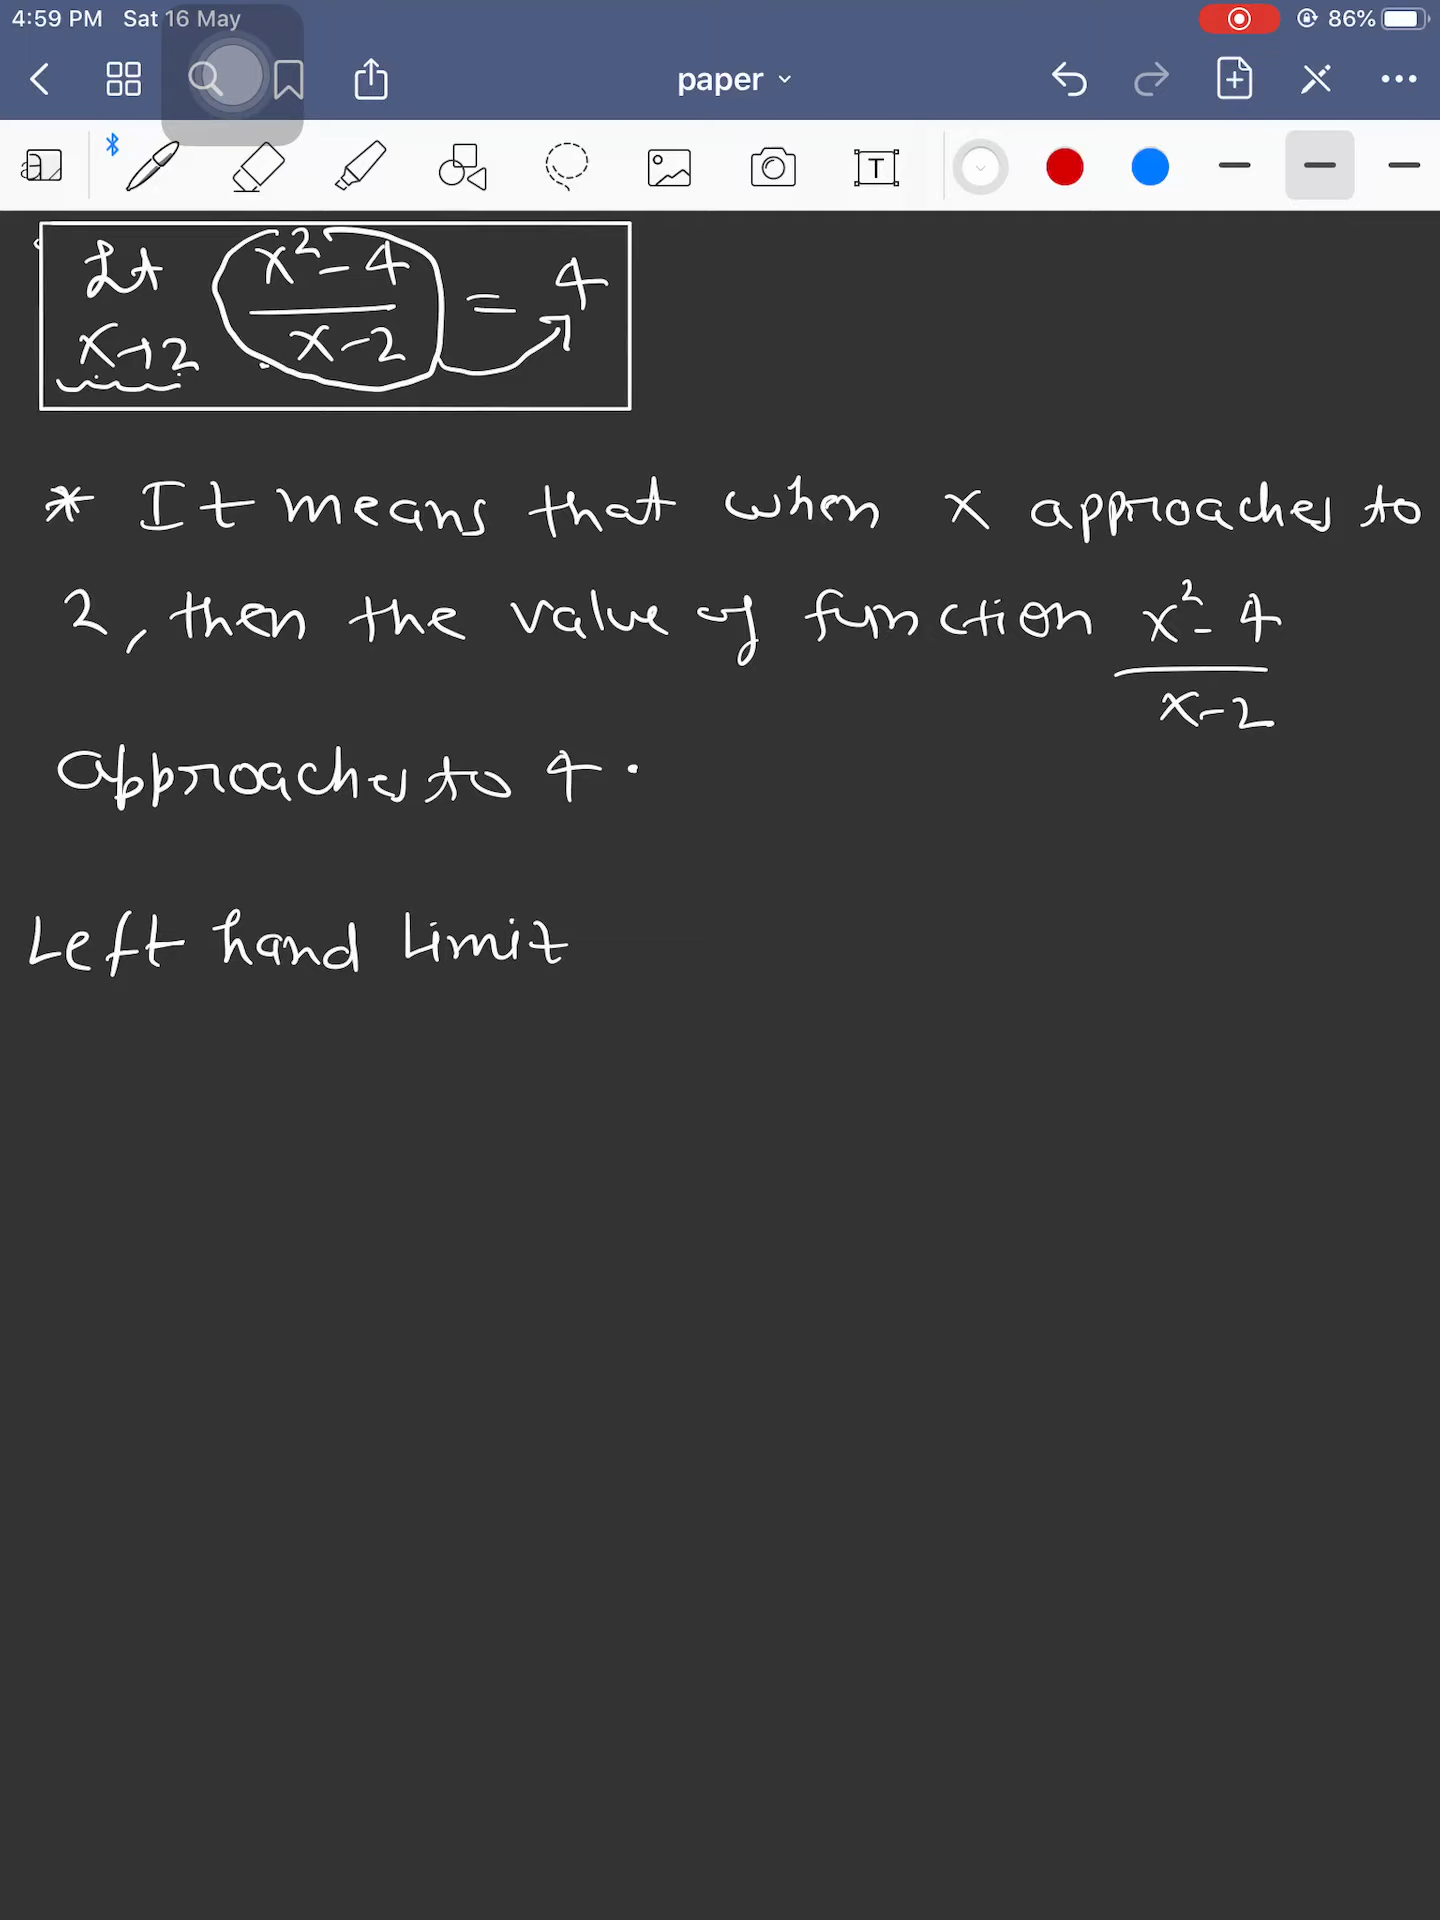 4:59 PM Sat 16 May
86%
paper
T
Lt x²-4 = 4
x→2 x-2
* It means that when x approaches to
2, then the value of function x²-4
x-2
approaches to 4.
Left hand Limit